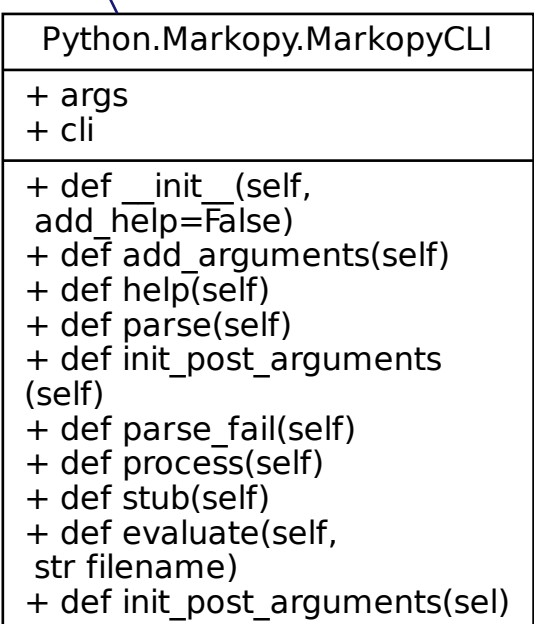 Python.Markopy.MarkopyCLI
+ args
+ cli
+ def __init__(self,
add_help=False)
+ def add_arguments(self)
+ def help(self)
+ def parse(self)
+ def init_post_arguments
(self)
+ def parse_fail(self)
+ def process(self)
+ def stub(self)
+ def evaluate(self,
str filename)
+ def init_post_arguments(sel)